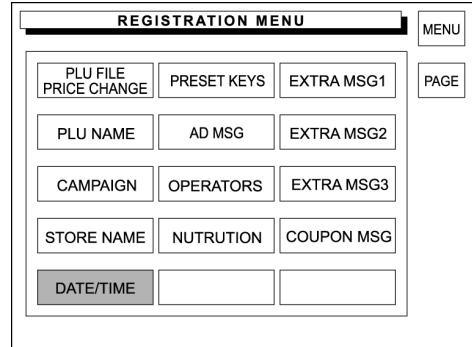 REGISTRATION MENU
MENU
PAGE
PLU FILE
PRICE CHANGE
PRESET KEYS
EXTRA MSG1
PLU NAME
AD MSG
EXTRA MSG2
CAMPAIGN
OPERATORS
EXTRA MSG3
STORE NAME
NUTRUTION
COUPON MSG
DATE/TIME